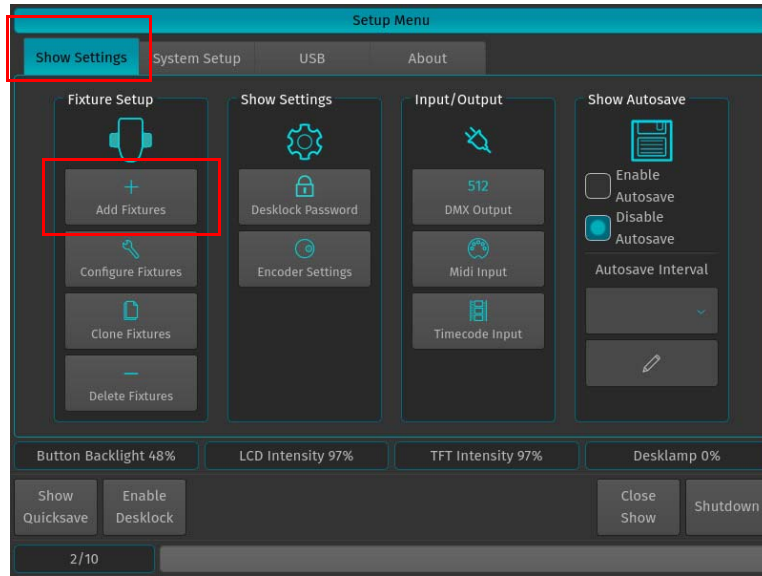 Setup Menu
Show Settings
System Setup
USB
About
Fixture Setup
Add Fixtures
Configure Fixtures
Clone Fixtures
Delete Fixtures
Show Settings
Desklock Password
Encoder Settings
Input/Output
512
DMX Output
Midi Input
Timecode Input
Show Autosave
Enable
Autosave
Disable
Autosave
Autosave Interval
Button Backlight 48%
LCD Intensity 97%
TFT Intensity 97%
Desklamp 0%
Show
Quicksave
Enable
Desklock
Close
Show
Shutdown
2/10